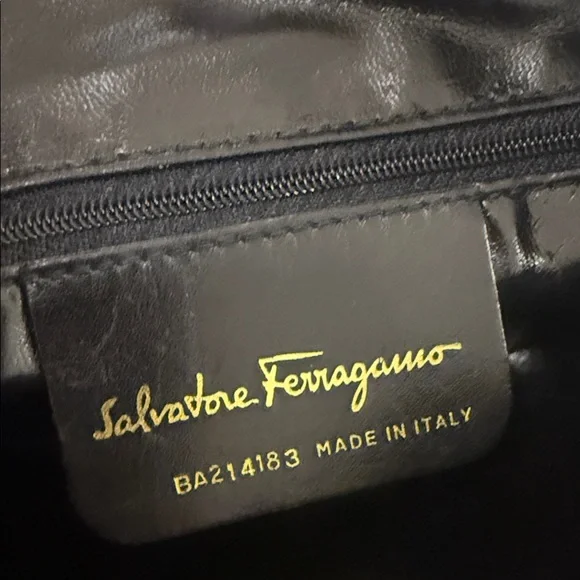 Salvatore Ferragamo
BA214183 MADE IN ITALY